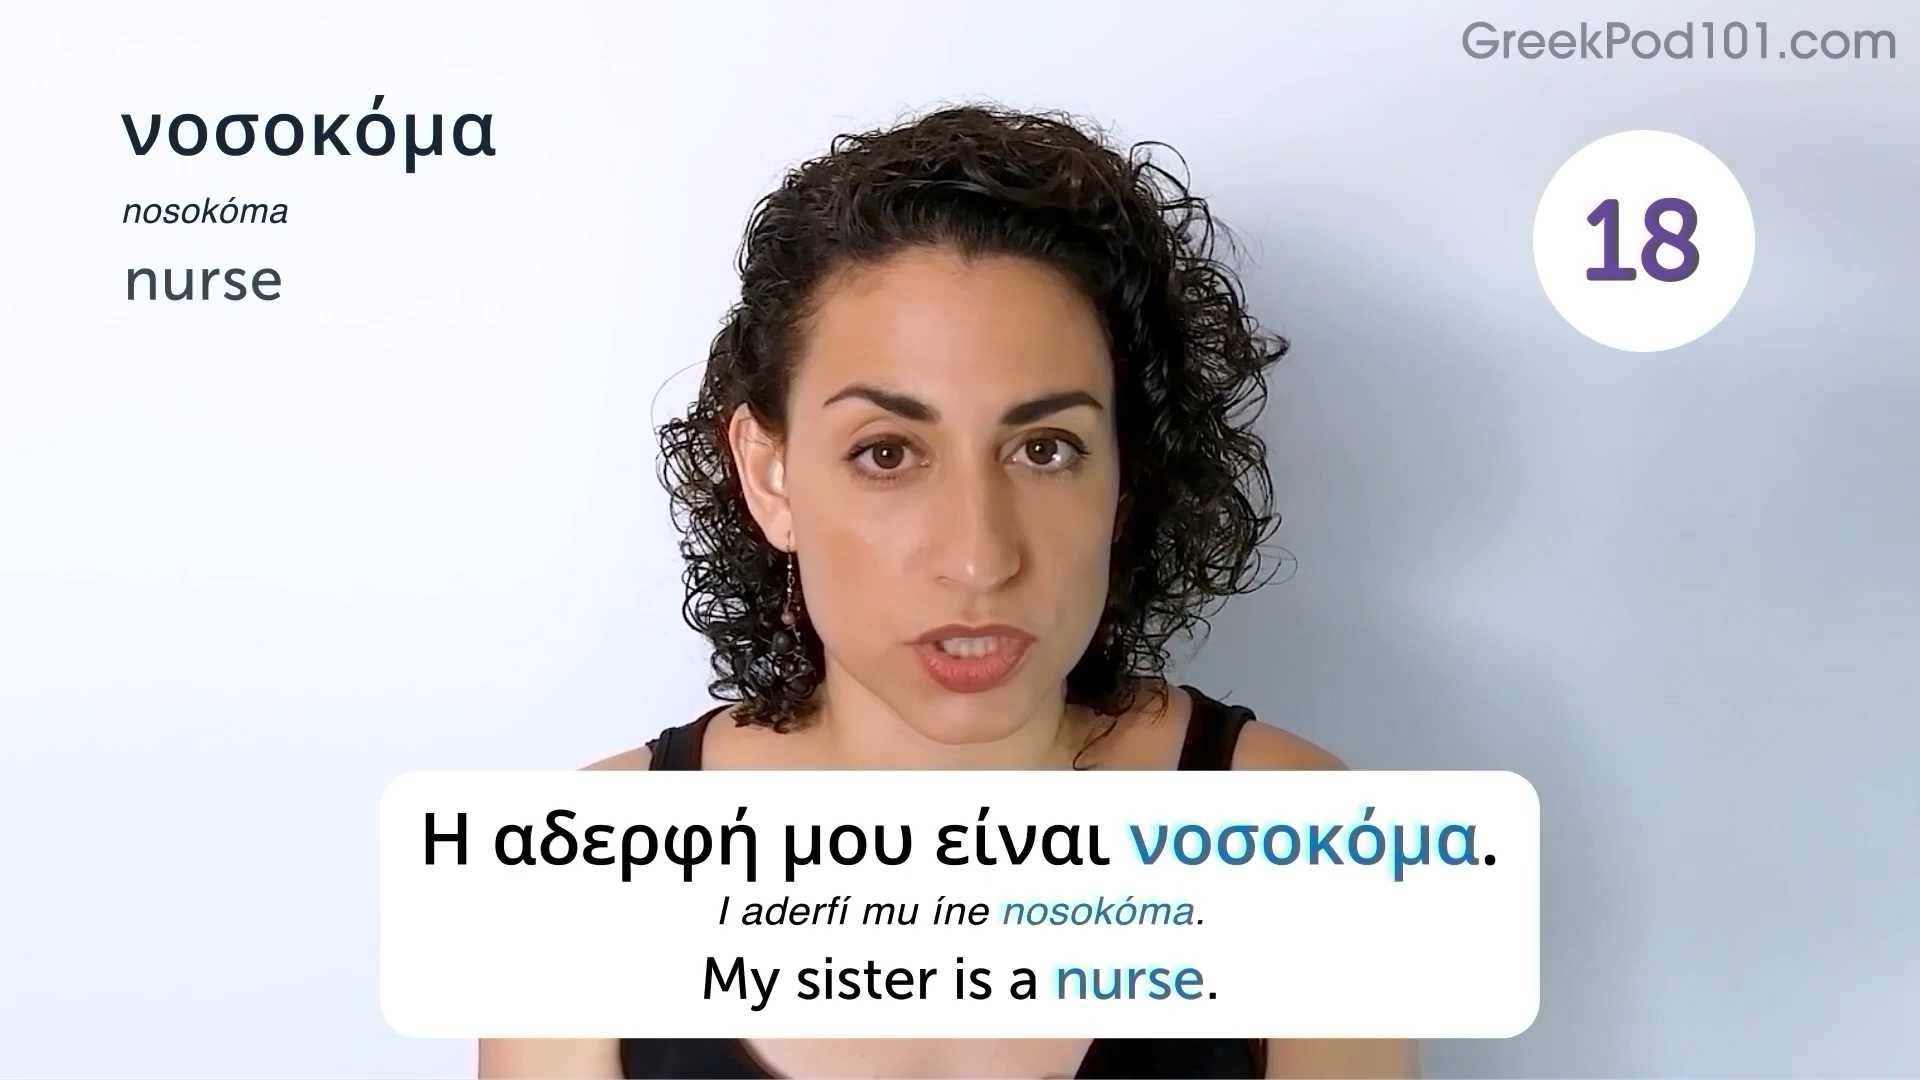 GreekPod101.com
νοσοκόμα
nosokóma
nurse
18
Η αδερφή μου είναι νοσοκόμα.
I aderfí mu íne nosokóma.
My sister is a nurse.